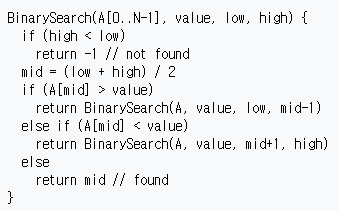 BinarySearch(A[0..N-1], value, low, high) {
  if (high < low)
    return -1 // not found
  mid = (low + high) / 2
  if (A[mid] > value)
    return BinarySearch(A, value, low, mid-1)
  else if (A[mid] < value)
    return BinarySearch(A, value, mid+1, high)
  else
    return mid // found
}